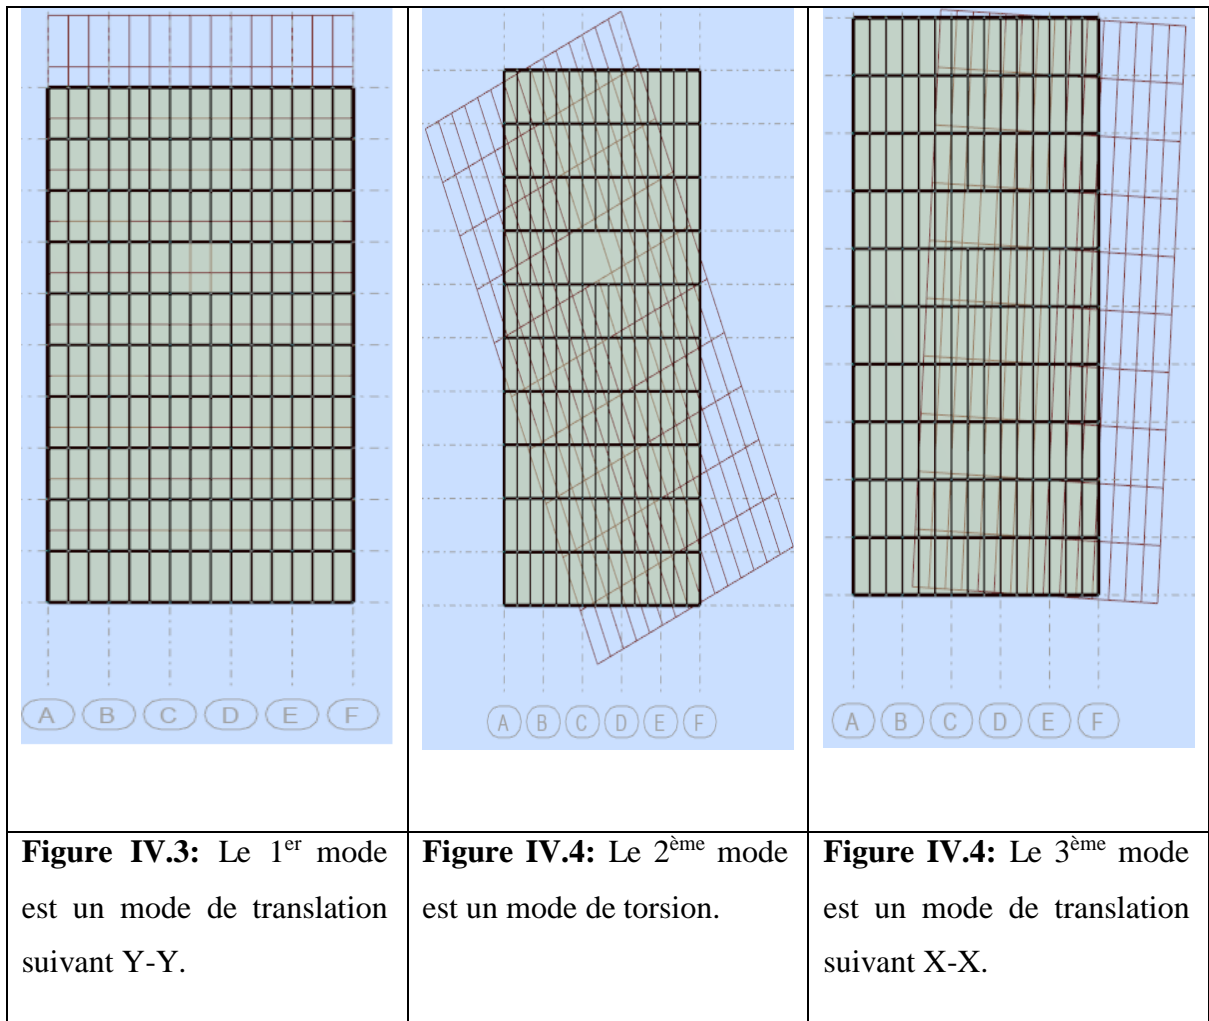 A B C D E F
A B C D E F
A B C D E F
Figure IV.3: Le 1er mode
est un mode de translation
suivant Y-Y.
Figure IV.4: Le 2ème mode
est un mode de torsion.
Figure IV.4: Le 3ème mode
est un mode de translation
suivant X-X.